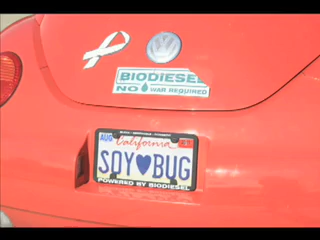 BIODIESEL
NO WAR REQUIRED
AUG California
SOY BUG
POWERED BY BIODIESEL